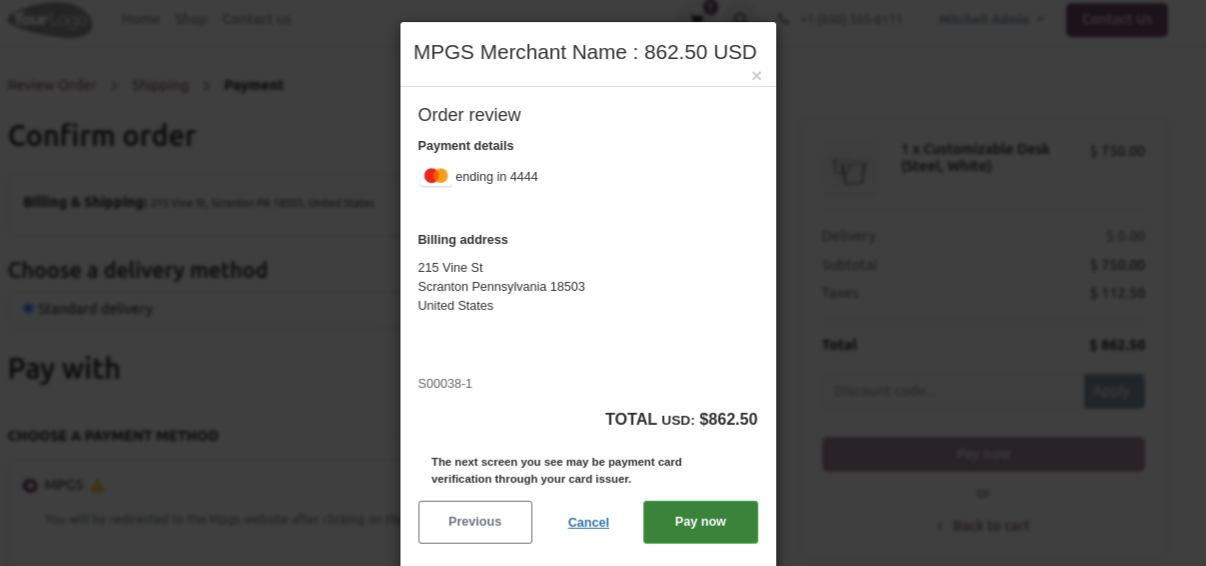 YourLogo Home Shop Contact us 1 +1 (650) 555-0111 Mitchell Admin Contact Us
Review Order > Shipping > Payment
Confirm order
Billing & Shipping: 215 Vine St, Scranton PA 18503, United States
Choose a delivery method
Standard delivery
Pay with
CHOOSE A PAYMENT METHOD
MPGS
You will be redirected to the Mpgs website after clicking on the
MPGS Merchant Name : 862.50 USD
×
Order review
Payment details
ending in 4444
Billing address
215 Vine St
Scranton Pennsylvania 18503
United States
S00038-1
TOTAL USD: $862.50
The next screen you see may be payment card
verification through your card issuer.
Previous Cancel Pay now
1 x Customizable Desk $ 750.00
(Steel, White)
Delivery $ 0.00
Subtotal $ 750.00
Taxes $ 112.50
Total $ 862.50
Discount code... Apply
Pay now
or
Back to cart